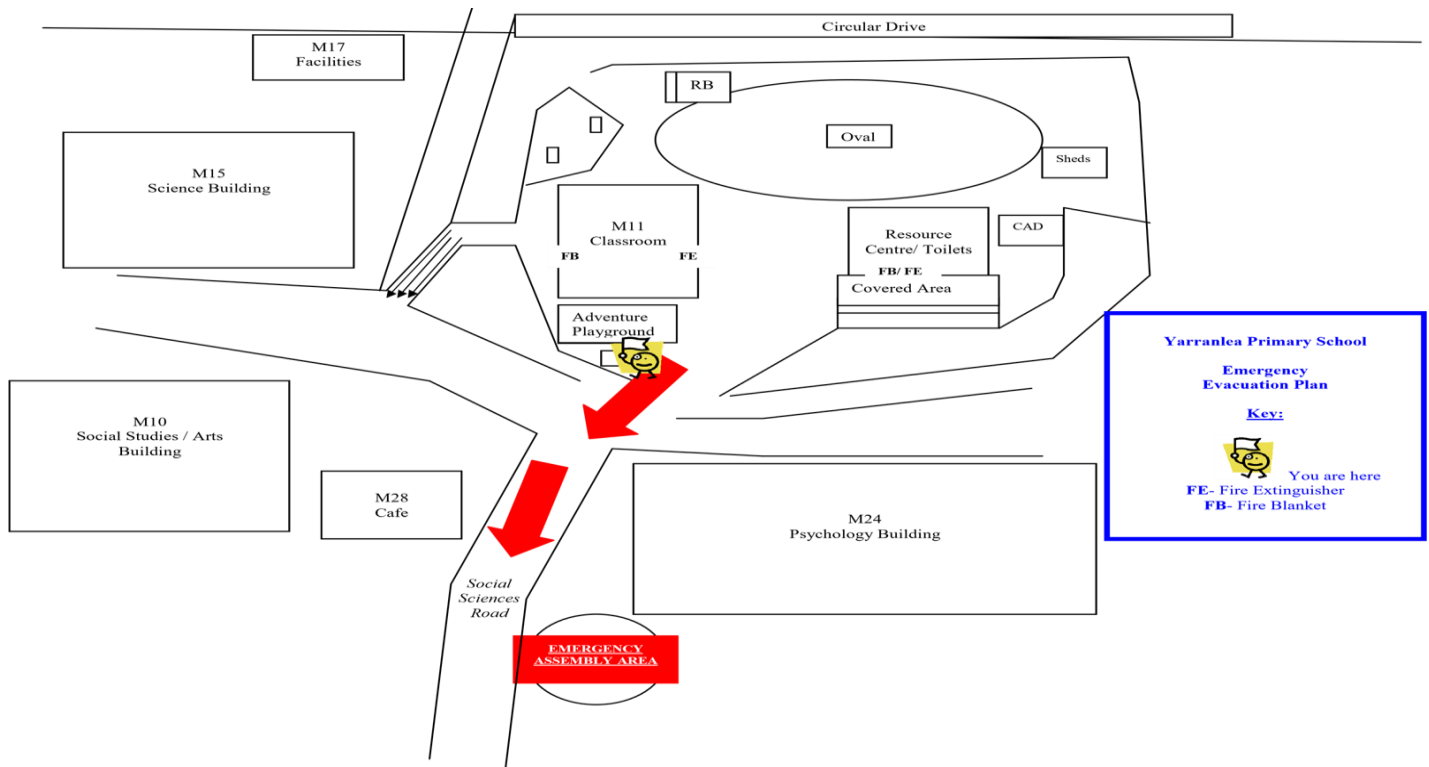 Circular Drive
M17
Facilities
RB
Oval
Sheds
M15
Science Building
M11
Classroom
FB
FE
Resource
Centre/ Toilets
FB/ FE
Covered Area
CAD
Adventure
Playground
Yarranlea Primary School
Emergency
Evacuation Plan
Key:
You are here
FE- Fire Extinguisher
FB- Fire Blanket
M10
Social Studies / Arts
Building
M28
Cafe
M24
Psychology Building
Social
Sciences
Road
EMERGENCY
ASSEMBLY AREA